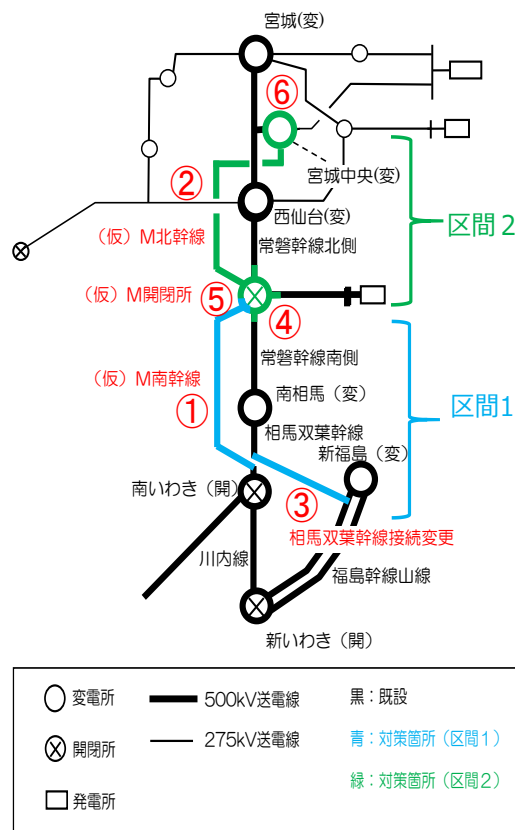 宮城(変)
⑥
宮城中央(変)
②
西仙台(変)
区間２
（仮）M北幹線
常磐幹線北側
（仮）M開閉所
⑤
④
常磐幹線南側
（仮）M南幹線
南相馬（変）
区間1
①
相馬双葉幹線
新福島（変）
南いわき（開）
③
相馬双葉幹線接続変更
川内線
福島幹線山線
新いわき（開）
変電所
500kV送電線
黒：既設
開閉所
275kV送電線
青：対策箇所（区間１）
発電所
緑：対策箇所（区間２）